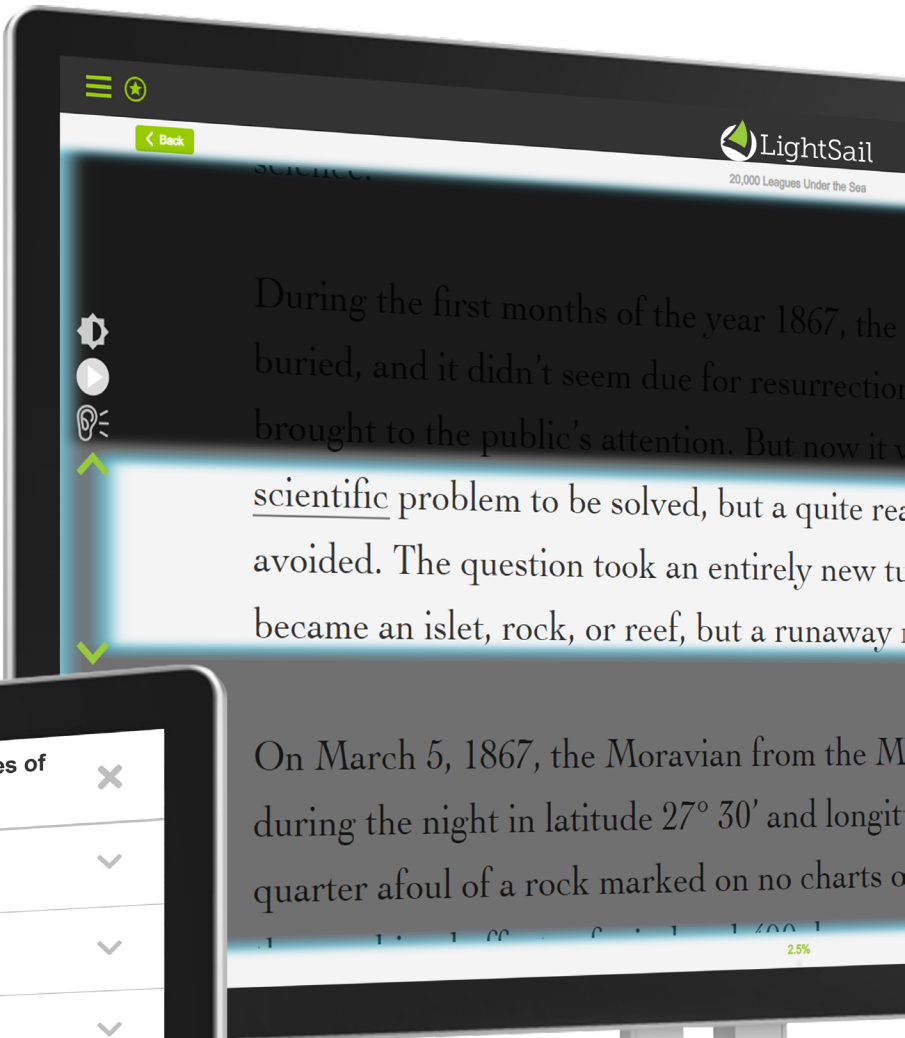 Back
LightSail
20,000 Leagues Under the Sea
science.
During the first months of the year 1867, the
buried, and it didn't seem due for resurrection
brought to the public's attention. But now it
scientific problem to be solved, but a quite
avoided. The question took an entirely new
became an islet, rock, or reef, but a runaway
On March 5, 1867, the Moravian from the
during the night in latitude 27° 30′ and
quarter afoul of a rock marked on no charts
2.5%
of